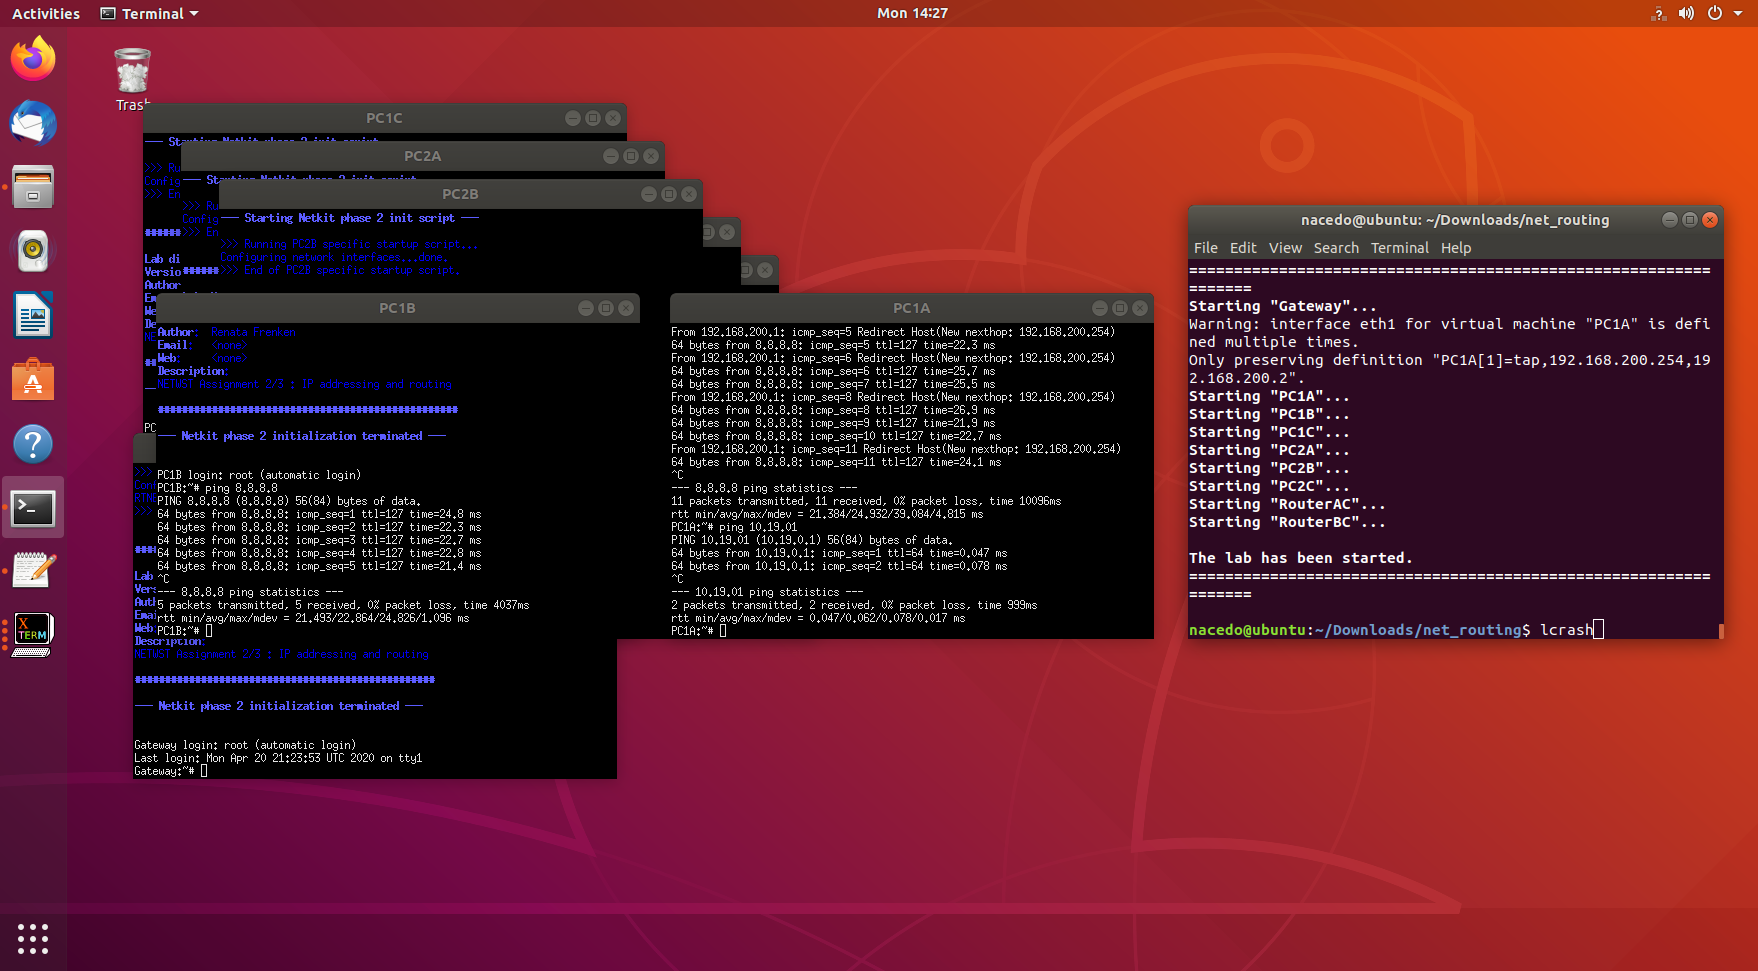 Activities
Terminal
Mon 14:27
Trash
PC1C
Starting Netkit phase 2 init script
>>> Ru
Config
>>> En
######
Lab di
Versio
Author
PC2A
Starting Netkit phase 2 init script
>>> Ru
Config
>>> En
######
PC2B
--- Starting Netkit phase 2 init script ---
>>> Running PC2B specific startup script...
Configuring network interfaces...done.
>>> End of PC2B specific startup script.
PC1B
Author: Renata Frenken
Email: <none>
Web: <none>
Description:
NETWST Assignment 2/3 : IP addressing and routing
##################################################
--- Netkit phase 2 initialization terminated ---
PC1B login: root (automatic login)
PC1B:~# ping 8.8.8.8
PING 8.8.8.8 (8.8.8.8) 56(84) bytes of data.
64 bytes from 8.8.8.8: icmp_seq=1 ttl=127 time=24.8 ms
64 bytes from 8.8.8.8: icmp_seq=2 ttl=127 time=22.3 ms
64 bytes from 8.8.8.8: icmp_seq=3 ttl=127 time=22.7 ms
64 bytes from 8.8.8.8: icmp_seq=4 ttl=127 time=22.8 ms
64 bytes from 8.8.8.8: icmp_seq=5 ttl=127 time=21.4 ms
^C
--- 8.8.8.8 ping statistics ---
5 packets transmitted, 5 received, 0% packet loss, time 4037ms
rtt min/avg/max/mdev = 21.493/22.864/24.826/1.096 ms
PC1B:~#
Description:
NETWST Assignment 2/3 : IP addressing and routing
##################################################
--- Netkit phase 2 initialization terminated ---
Gateway login: root (automatic login)
Last login: Mon Apr 20 21:23:53 UTC 2020 on tty1
Gateway:~#
PC1A
From 192.168.200.1: icmp_seq=5 Redirect Host(New nexthop: 192.168.200.254)
64 bytes from 8.8.8.8: icmp_seq=5 ttl=127 time=22.3 ms
From 192.168.200.1: icmp_seq=6 Redirect Host(New nexthop: 192.168.200.254)
64 bytes from 8.8.8.8: icmp_seq=6 ttl=127 time=25.7 ms
64 bytes from 8.8.8.8: icmp_seq=7 ttl=127 time=25.5 ms
From 192.168.200.1: icmp_seq=8 Redirect Host(New nexthop: 192.168.200.254)
64 bytes from 8.8.8.8: icmp_seq=8 ttl=127 time=26.9 ms
64 bytes from 8.8.8.8: icmp_seq=9 ttl=127 time=21.9 ms
64 bytes from 8.8.8.8: icmp_seq=10 ttl=127 time=22.7 ms
From 192.168.200.1: icmp_seq=11 Redirect Host(New nexthop: 192.168.200.254)
64 bytes from 8.8.8.8: icmp_seq=11 ttl=127 time=24.1 ms
^C
--- 8.8.8.8 ping statistics ---
11 packets transmitted, 11 received, 0% packet loss, time 10096ms
rtt min/avg/max/mdev = 21.384/24.932/39.084/4.815 ms
PC1A:~# ping 10.19.01
PING 10.19.01 (10.19.0.1) 56(84) bytes of data.
64 bytes from 10.19.0.1: icmp_seq=1 ttl=64 time=0.047 ms
64 bytes from 10.19.0.1: icmp_seq=2 ttl=64 time=0.078 ms
^C
--- 10.19.01 ping statistics ---
2 packets transmitted, 2 received, 0% packet loss, time 999ms
rtt min/avg/max/mdev = 0.047/0.062/0.078/0.017 ms
PC1A:~#
nacedo@ubuntu: ~/Downloads/net_routing
File Edit View Search Terminal Help
==========================================================
=======
Starting "Gateway"...
Warning: interface eth1 for virtual machine "PC1A" is defi
ned multiple times.
Only preserving definition "PC1A[1]=tap,192.168.200.254,19
2.168.200.2".
Starting "PC1A"...
Starting "PC1B"...
Starting "PC1C"...
Starting "PC2A"...
Starting "PC2B"...
Starting "PC2C"...
Starting "RouterAC"...
Starting "RouterBC"...
The lab has been started.
==========================================================
=======
nacedo@ubuntu:~/Downloads/net_routing$ lcrash